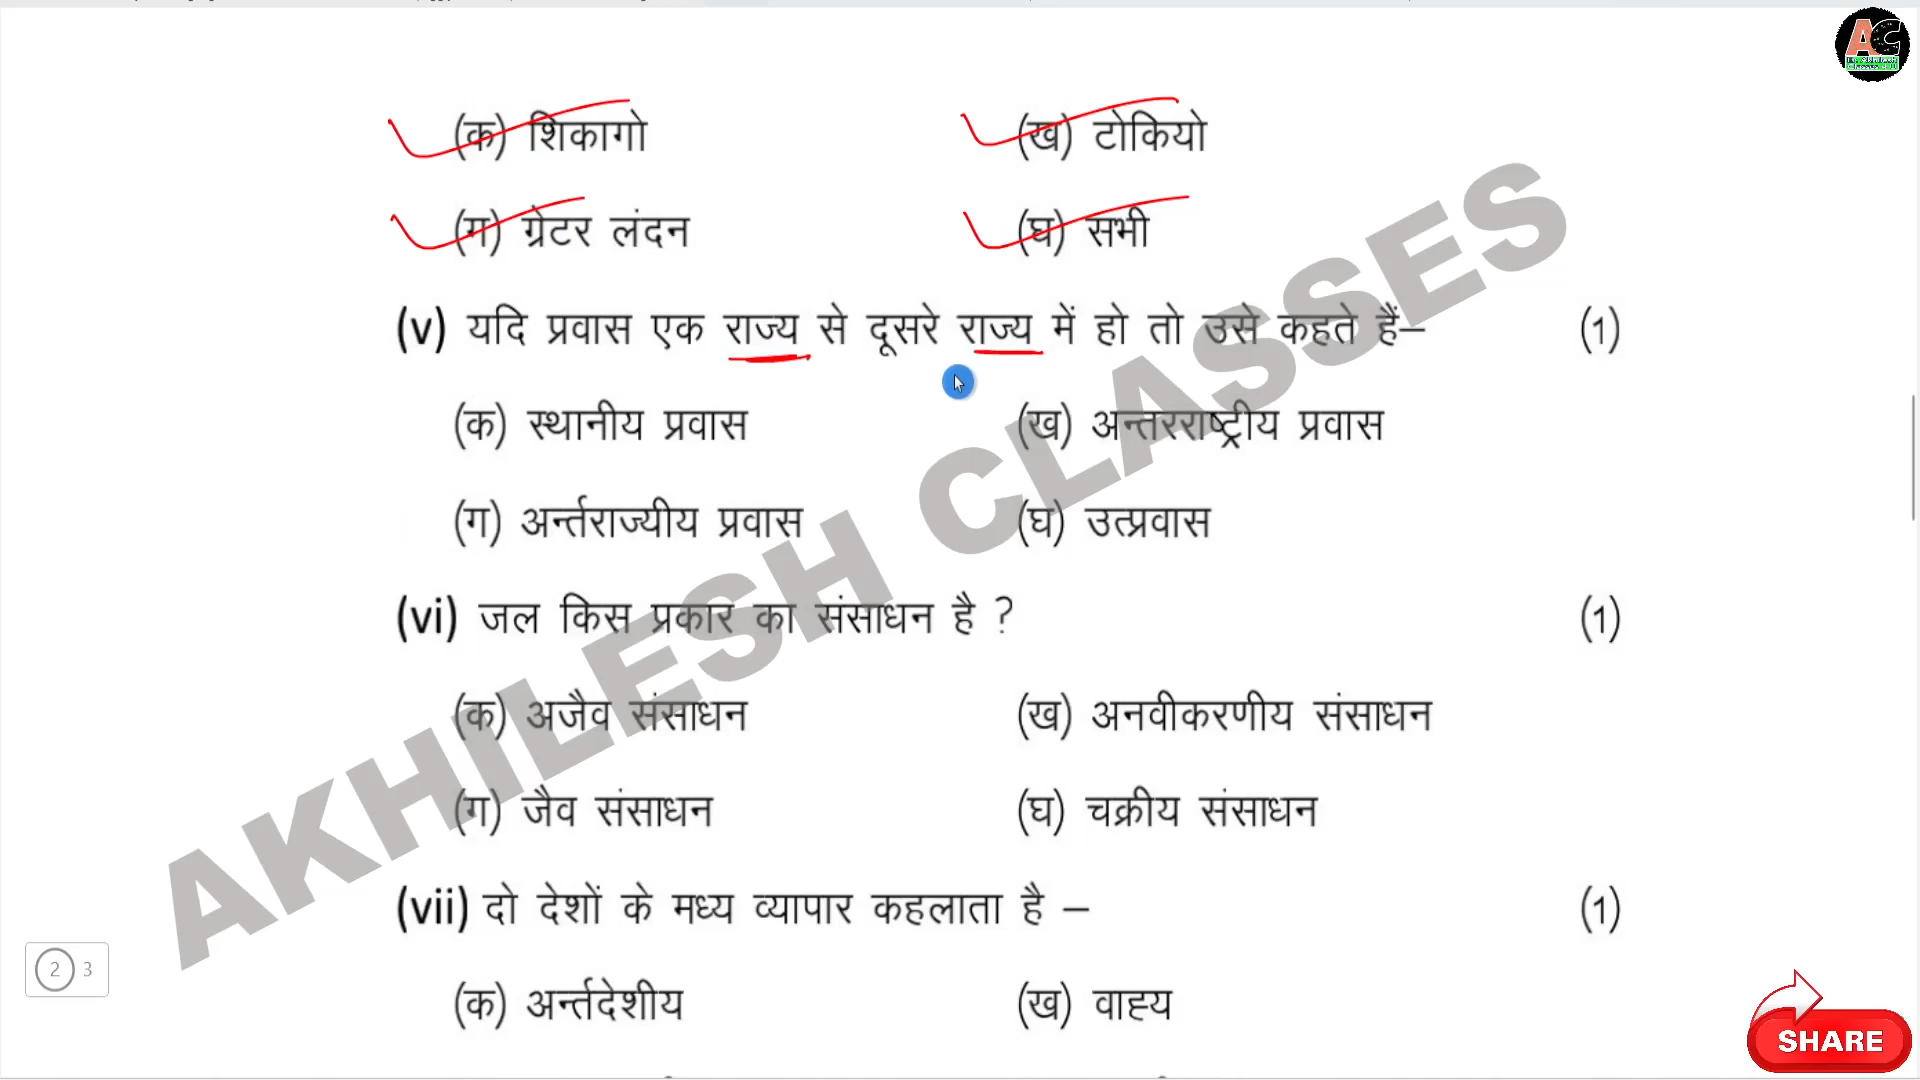 (क) शिकागो (ख) टोकियो
(ग) ग्रेटर लंदन (घ) सभी
(v) यदि प्रवास एक राज्य से दूसरे राज्य में हो तो उसे कहते हैं– (1)
(क) स्थानीय प्रवास (ख) अन्तरराष्ट्रीय प्रवास
(ग) अर्न्तराज्यीय प्रवास (घ) उत्प्रवास
(vi) जल किस प्रकार का संसाधन है ? (1)
(क) अजैव संसाधन (ख) अनवीकरणीय संसाधन
(ग) जैव संसाधन (घ) चक्रीय संसाधन
(vii) दो देशों के मध्य व्यापार कहलाता है – (1)
(क) अर्न्तदेशीय (ख) वाह्य
AKHILESH CLASSES
AC
2 3
SHARE